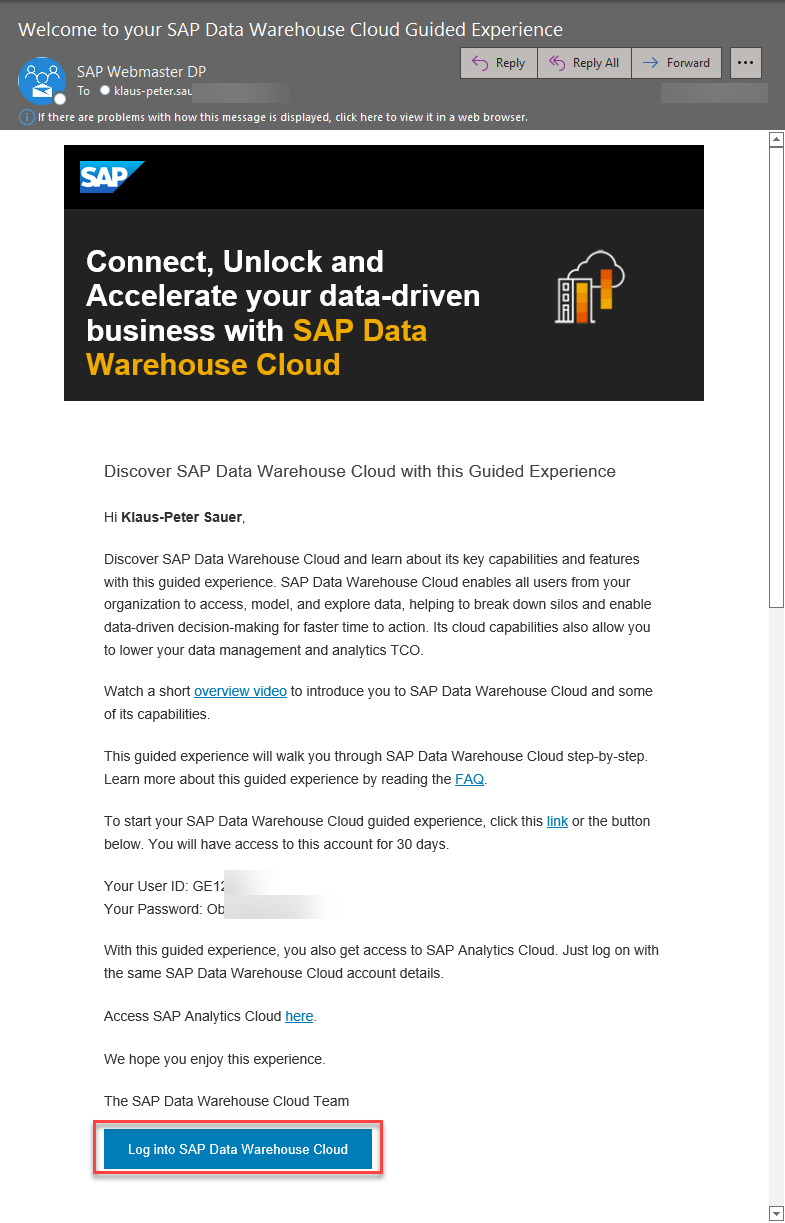 Welcome to your SAP Data Warehouse Cloud Guided Experience
SAP Webmaster DP
To klaus-peter.sau
Reply
Reply All
Forward
If there are problems with how this message is displayed, click here to view it in a web browser.
SAP
Connect, Unlock and
Accelerate your data-driven
business with SAP Data
Warehouse Cloud
Discover SAP Data Warehouse Cloud with this Guided Experience
Hi Klaus-Peter Sauer,
Discover SAP Data Warehouse Cloud and learn about its key capabilities and features
with this guided experience. SAP Data Warehouse Cloud enables all users from your
organization to access, model, and explore data, helping to break down silos and enable
data-driven decision-making for faster time to action. Its cloud capabilities also allow you
to lower your data management and analytics TCO.
Watch a short overview video to introduce you to SAP Data Warehouse Cloud and some
of its capabilities.
This guided experience will walk you through SAP Data Warehouse Cloud step-by-step.
Learn more about this guided experience by reading the FAQ.
To start your SAP Data Warehouse Cloud guided experience, click this link or the button
below. You will have access to this account for 30 days.
Your User ID: GE12
Your Password: Ob
With this guided experience, you also get access to SAP Analytics Cloud. Just log on with
the same SAP Data Warehouse Cloud account details.
Access SAP Analytics Cloud here.
We hope you enjoy this experience.
The SAP Data Warehouse Cloud Team
Log into SAP Data Warehouse Cloud